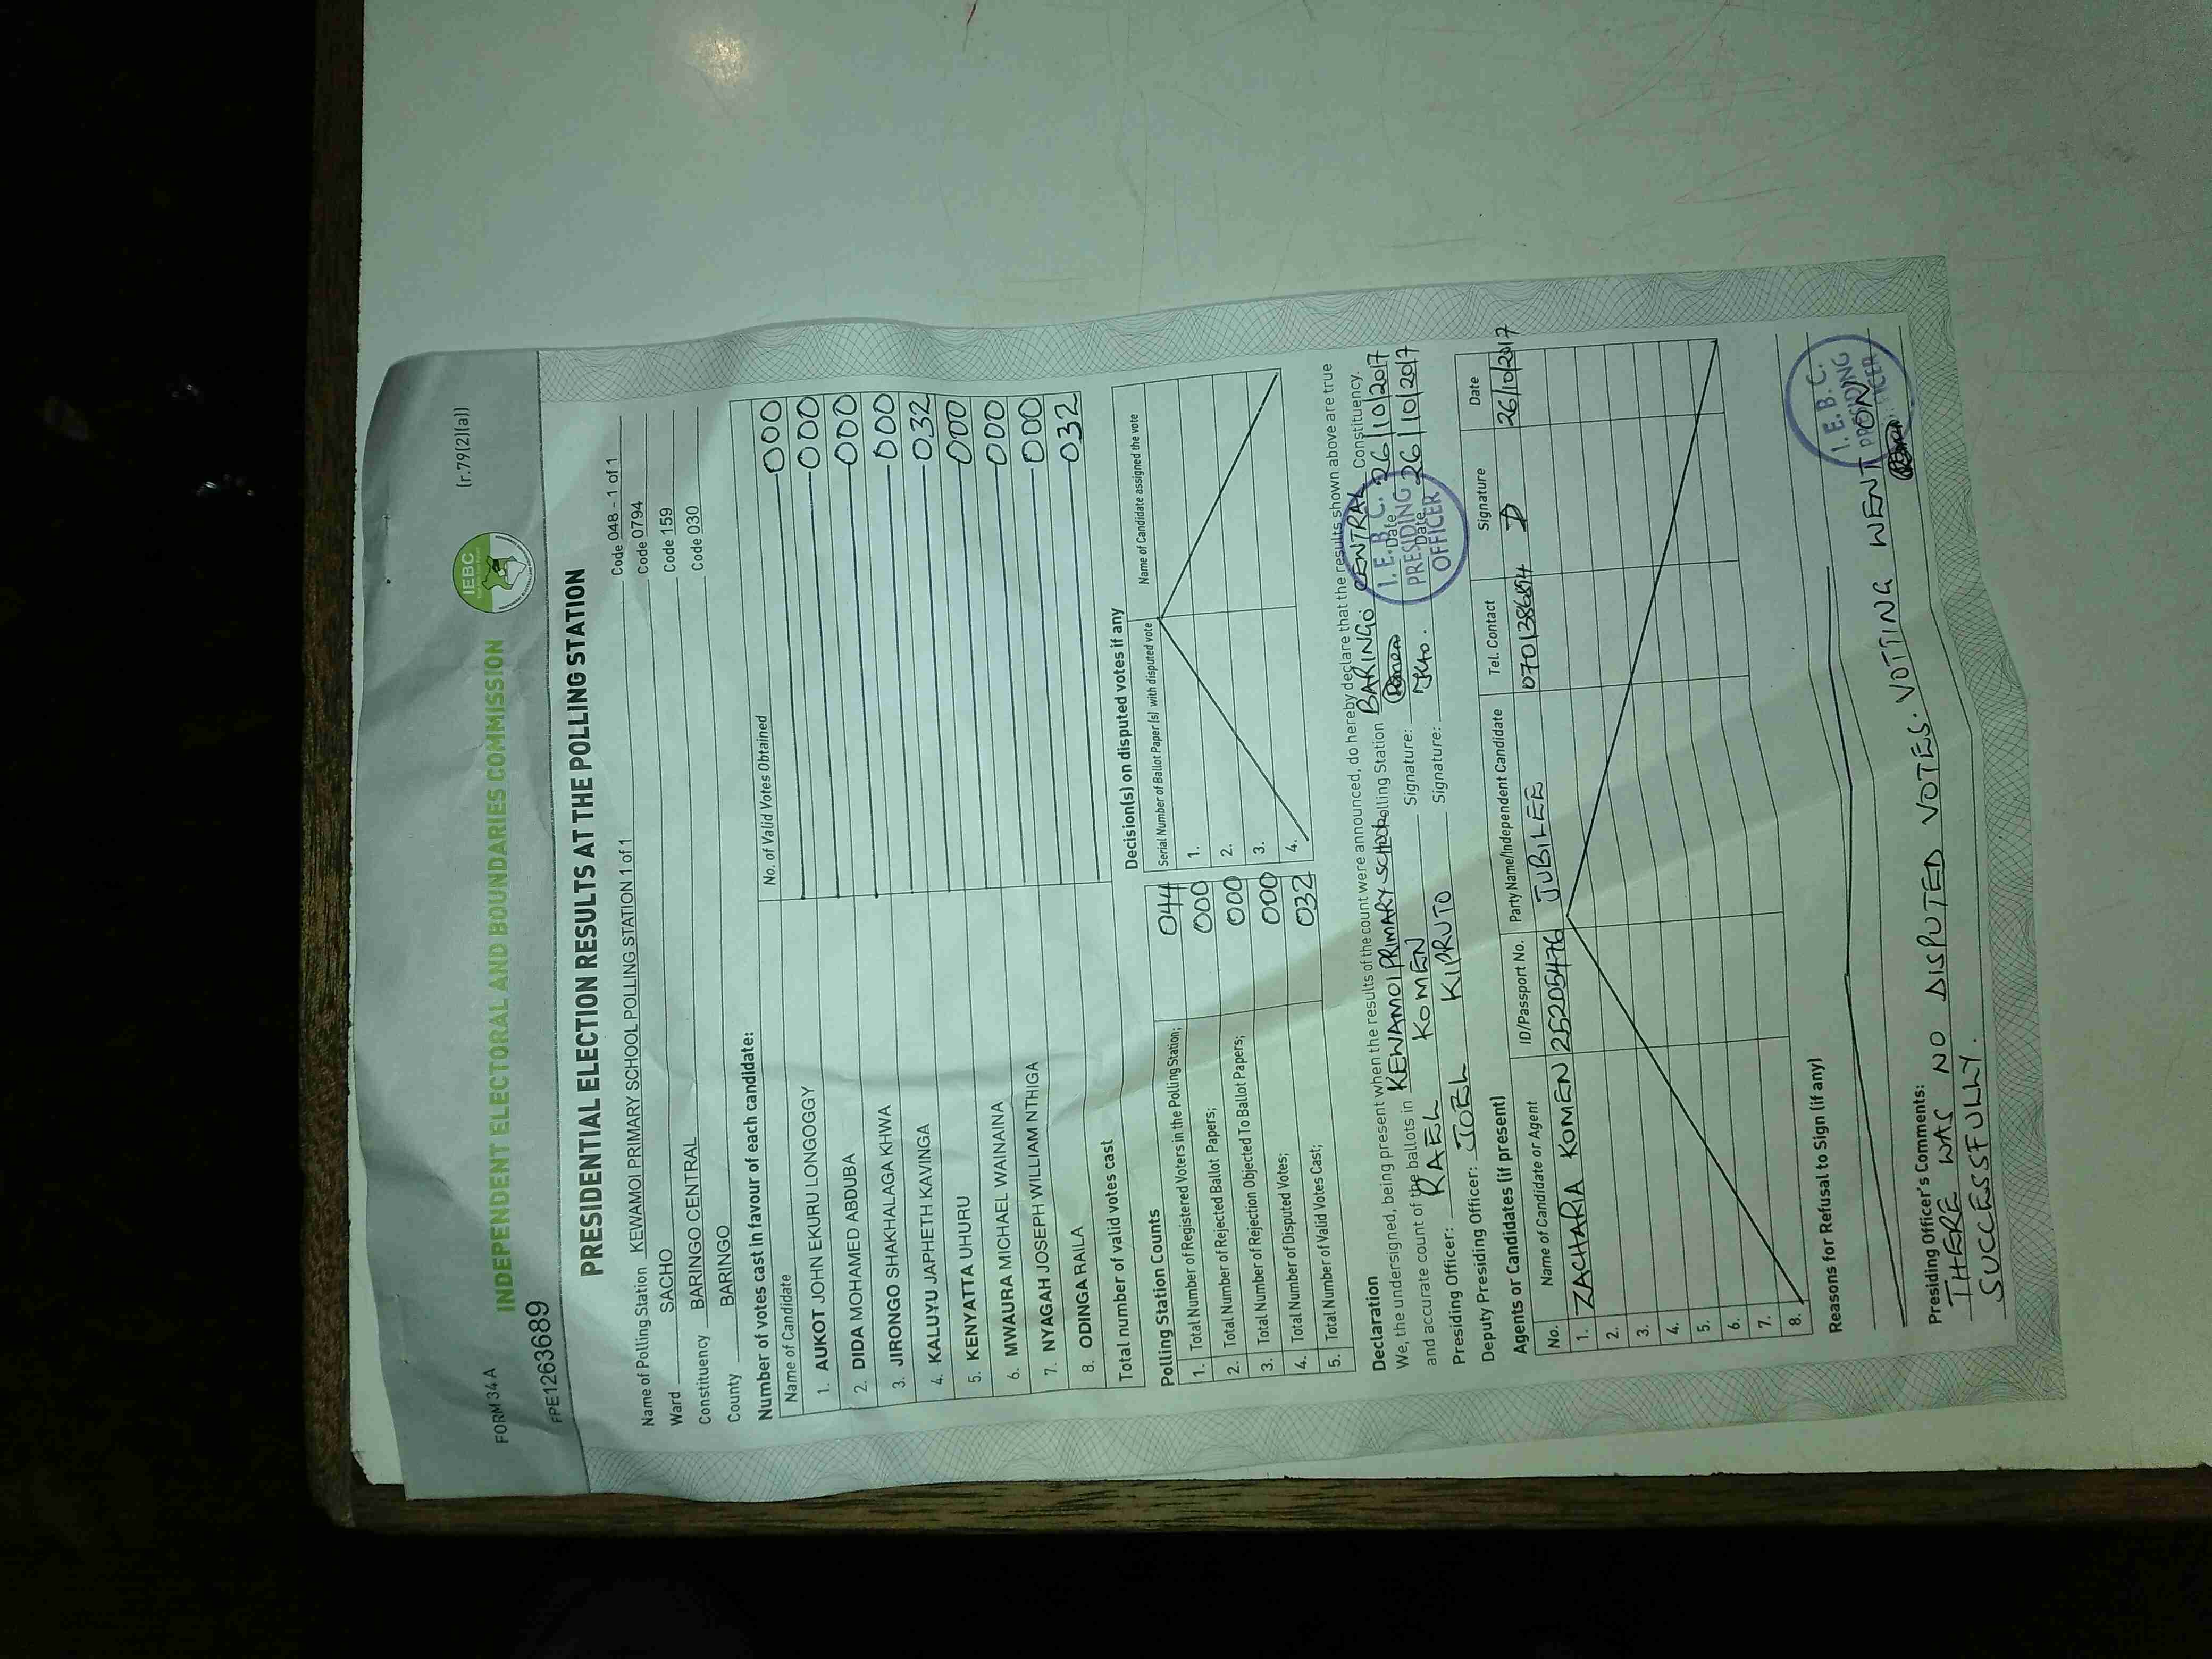 FORM 34 A
(r.79(2)(a))
INDEPENDENT ELECTORAL AND BOUNDARIES COMMISSION
IEBC
FPE1263689
PRESIDENTIAL ELECTION RESULTS AT THE POLLING STATION
Name of Polling Station KEWAMOI PRIMARY SCHOOL POLLING STATION 1 of 1 Code 048 - 1 of 1
Ward SACHO Code 0794
Constituency BARINGO CENTRAL Code 159
County BARINGO Code 030
Number of votes cast in favour of each candidate:
Name of Candidate No. of Valid Votes Obtained
1. AUKOT JOHN EKURU LONGOGGY 000
2. DIDA MOHAMED ABDUBA 000
3. JIRONGO SHAKHALAGA KHWA 000
4. KALUYU JAPHETH KAVINGA 000
5. KENYATTA UHURU 032
6. MWAURA MICHAEL WAINAINA 000
7. NYAGAH JOSEPH WILLIAM NTHIGA 000
8. ODINGA RAILA 000
Total number of valid votes cast 032
Polling Station Counts
1. Total Number of Registered Voters in the Polling Station; 044
2. Total Number of Rejected Ballot Papers; 000
3. Total Number of Rejection Objected To Ballot Papers; 000
4. Total Number of Disputed Votes; 000
5. Total Number of Valid Votes Cast; 032
Decision(s) on disputed votes if any
Serial Number of Ballot Paper(s) with disputed vote Name of Candidate assigned the vote
1.
2.
3.
4.
Declaration
We, the undersigned, being present when the results of the count were announced, do hereby declare that the results shown above are true
and accurate count of the ballots in KEWAMOI PRIMARY SCHOOL Polling Station BARINGO CENTRAL Constituency.
Presiding Officer: RAEL KOMEN Signature: Date 26/10/2017
Deputy Presiding Officer: JOEL KIPRUTO Signature: Date 26/10/2017
I. E. B. C.
PRESIDING
OFFICER
Agents or Candidates (if present)
No. Name of Candidate or Agent ID/Passport No. Party Name/Independent Candidate Tel. Contact Signature Date
1. ZACHARIA KOMEN 25205476 JUBILEE 0701386894 26/10/2017
2.
3.
4.
5.
6.
7.
8.
Reasons for Refusal to Sign (if any)
Presiding Officer's Comments:
THERE WAS NO DISPUTED VOTES. VOTING WENT ON
SUCCESSFULLY.
I. E. B. C.
PRESIDING
OFFICER